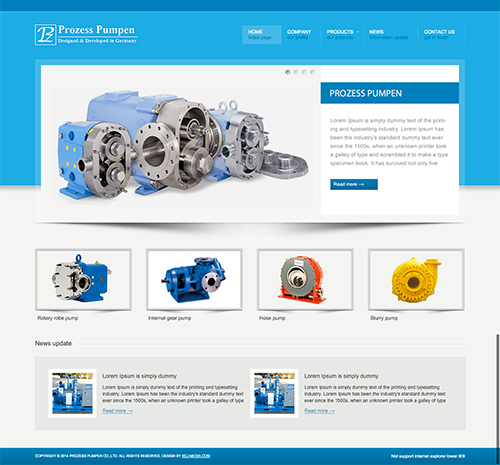 Prozess Pumpen
Designed & Developed in Germany
HOME
index page
COMPANY
our profile
PRODUCTS
our products
NEWS
information update
CONTACT US
get in touch
PROZESS PUMPEN
Lorem Ipsum is simply dummy text of the print-
ing and typesetting industry. Lorem Ipsum has
been the industry's standard dummy text ever
since the 1500s, when an unknown printer took
a galley of type and scrambled it to make a type
specimen book. It has survived not only five
Read more →
Rotary robe pump
Internal gear pump
Hose pump
Slurry pump
News update
Lorem Ipsum is simply dummy
Lorem Ipsum is simply dummy text of the printing and typesetting
industry. Lorem Ipsum has been the industry's standard dummy text
ever since the 1500s, when an unknown printer took a galley of type
Read more →
Lorem Ipsum is simply dummy
Lorem Ipsum is simply dummy text of the printing and typesetting
industry. Lorem Ipsum has been the industry's standard dummy text
ever since the 1500s, when an unknown printer took a galley of type
Read more →
COPYRIGHT © 2014 PROZESS PUMPEN CO.,LTD. ALL RIGHTS RESERVED. DESIGN BY
Not support internet explorer lower IE9